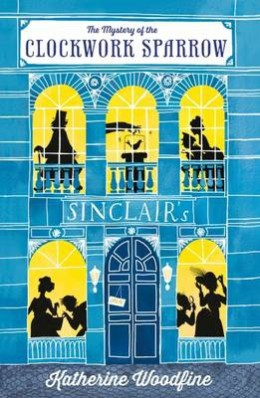 The Mystery of the
CLOCKWORK SPARROW
SINCLAIR's
Katherine Woodfine